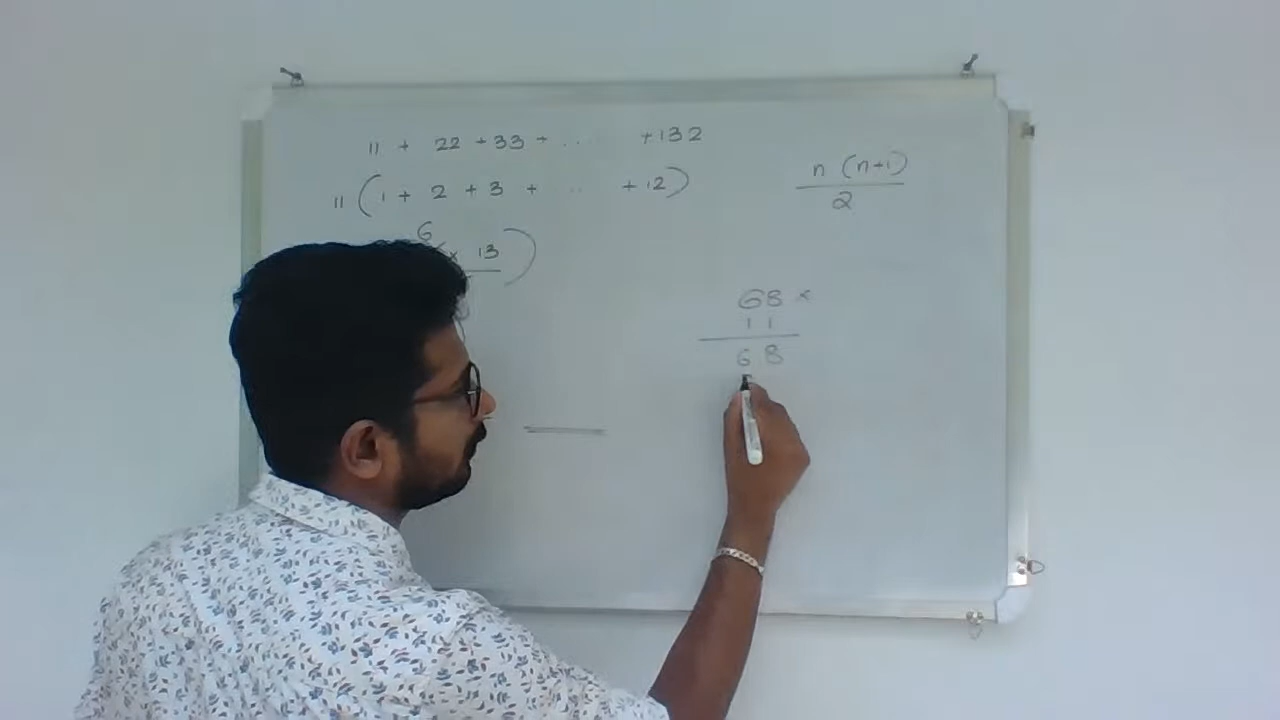 11 + 22 + 33 + ... + 132
11 ( 1 + 2 + 3 + ... + 12 )
n (n+1)
2
6
x 13 )
68 ×
11
68